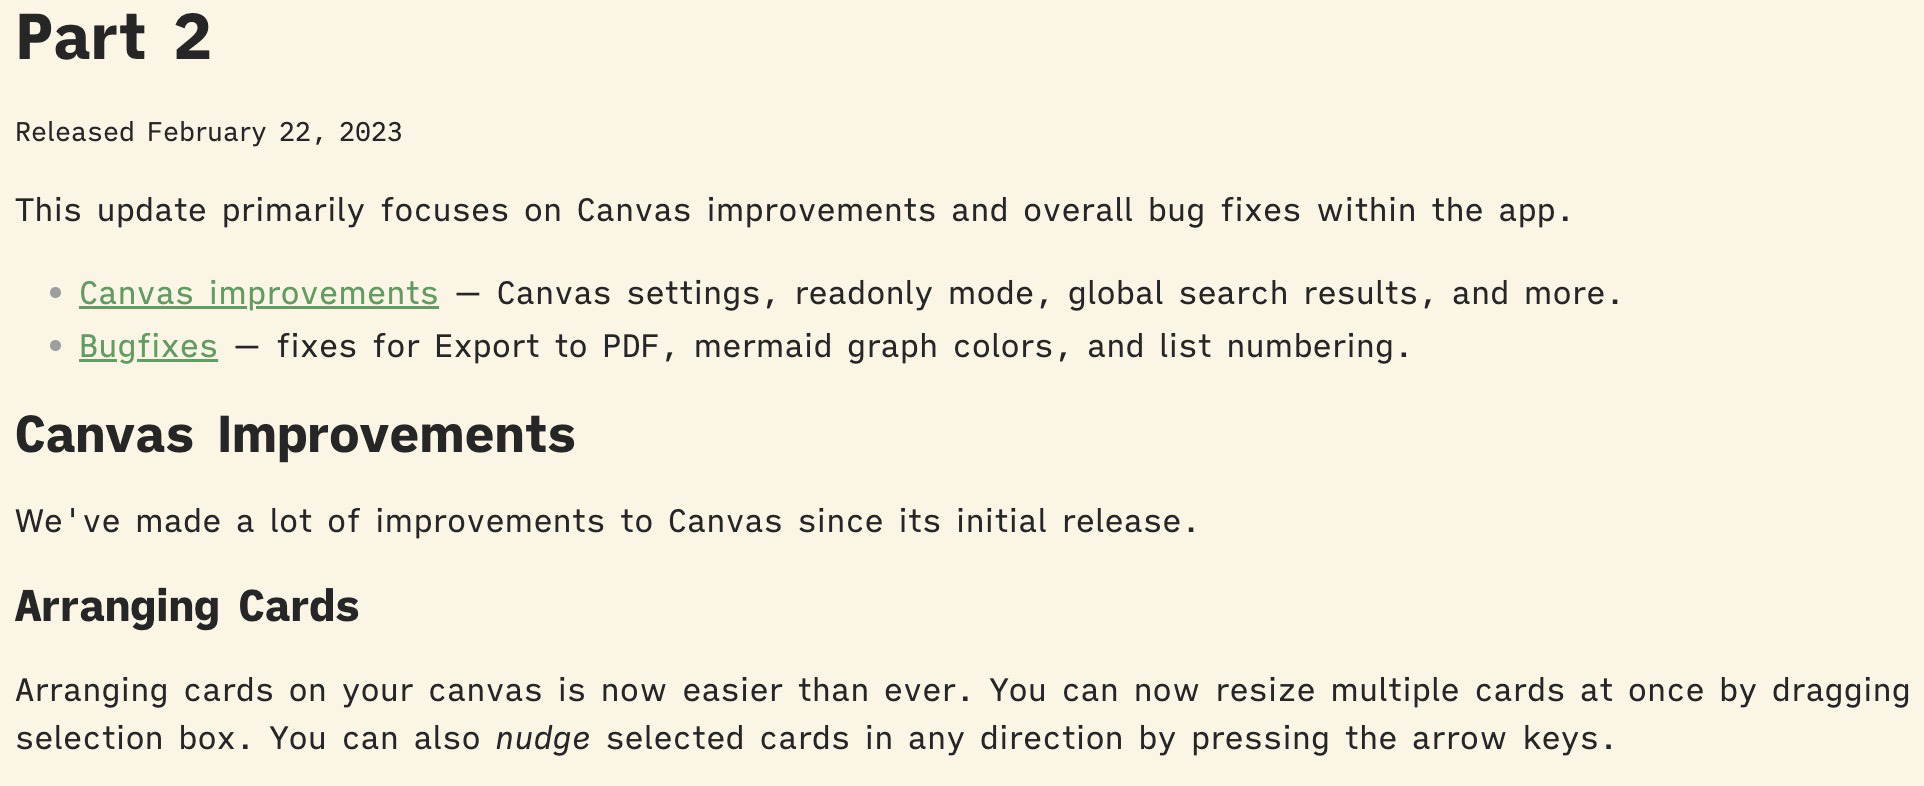 Part 2
Released February 22, 2023
This update primarily focuses on Canvas improvements and overall bug fixes within the app.
Canvas improvements — Canvas settings, readonly mode, global search results, and more.
Bugfixes — fixes for Export to PDF, mermaid graph colors, and list numbering.
Canvas Improvements
We've made a lot of improvements to Canvas since its initial release.
Arranging Cards
Arranging cards on your canvas is now easier than ever. You can now resize multiple cards at once by dragging
selection box. You can also nudge selected cards in any direction by pressing the arrow keys.